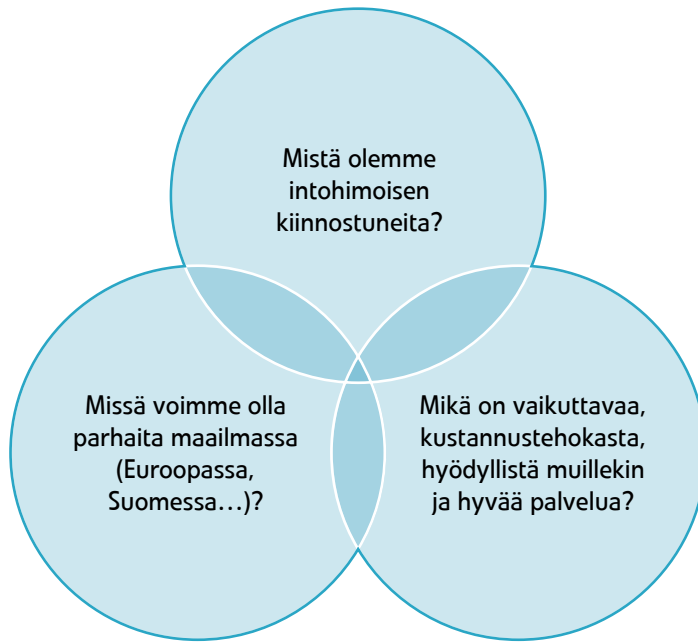 Mistä olemme
intohimoisen
kiinnostuneita?
Missä voimme olla
parhaita maailmassa
(Euroopassa,
Suomessa…)?
Mikä on vaikuttavaa,
kustannustehokasta,
hyödyllistä muillekin
ja hyvää palvelua?